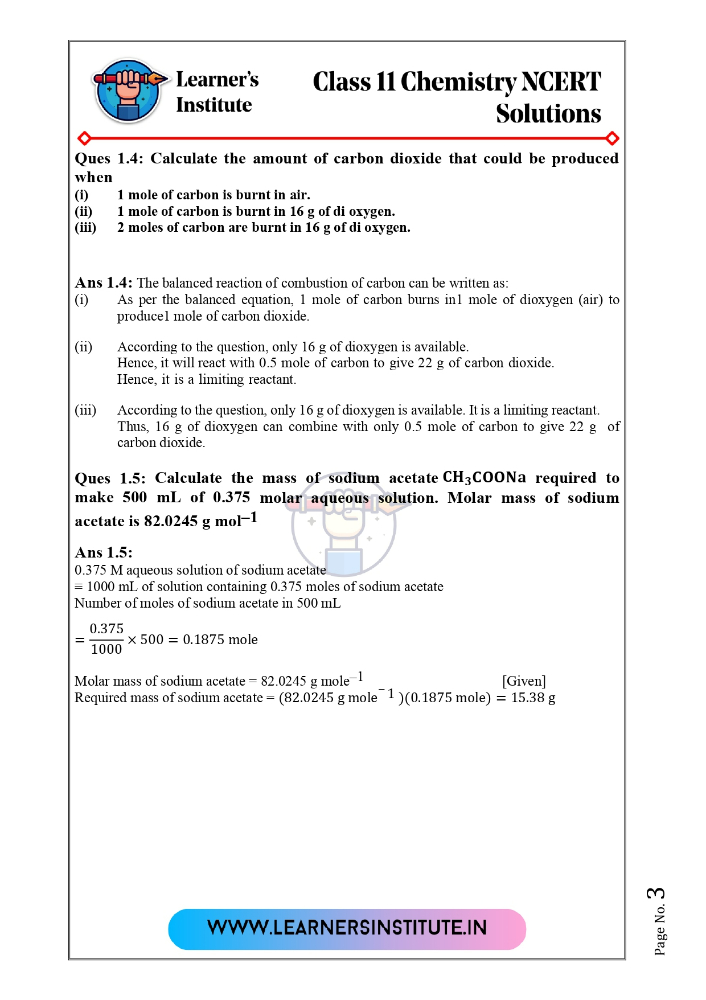 Learner's
Institute
Class 11 Chemistry NCERT
Solutions
Ques 1.4: Calculate the amount of carbon dioxide that could be produced
when
(i) 1 mole of carbon is burnt in air.
(ii) 1 mole of carbon is burnt in 16 g of di oxygen.
(iii) 2 moles of carbon are burnt in 16 g of di oxygen.
Ans 1.4: The balanced reaction of combustion of carbon can be written as:
(i) As per the balanced equation, 1 mole of carbon burns in1 mole of dioxygen (air) to
produce1 mole of carbon dioxide.
(ii) According to the question, only 16 g of dioxygen is available.
Hence, it will react with 0.5 mole of carbon to give 22 g of carbon dioxide.
Hence, it is a limiting reactant.
(iii) According to the question, only 16 g of dioxygen is available. It is a limiting reactant.
Thus, 16 g of dioxygen can combine with only 0.5 mole of carbon to give 22 g of
carbon dioxide.
Ques 1.5: Calculate the mass of sodium acetate CH₃COONa required to
make 500 mL of 0.375 molar aqueous solution. Molar mass of sodium
acetate is 82.0245 g mol⁻¹
Ans 1.5:
0.375 M aqueous solution of sodium acetate
≡ 1000 mL of solution containing 0.375 moles of sodium acetate
Number of moles of sodium acetate in 500 mL
= 0.375/1000 × 500 = 0.1875 mole
Molar mass of sodium acetate = 82.0245 g mole⁻¹ [Given]
Required mass of sodium acetate = (82.0245 g mole⁻¹ )(0.1875 mole) = 15.38 g
WWW.LEARNERSINSTITUTE.IN
Page No. 3